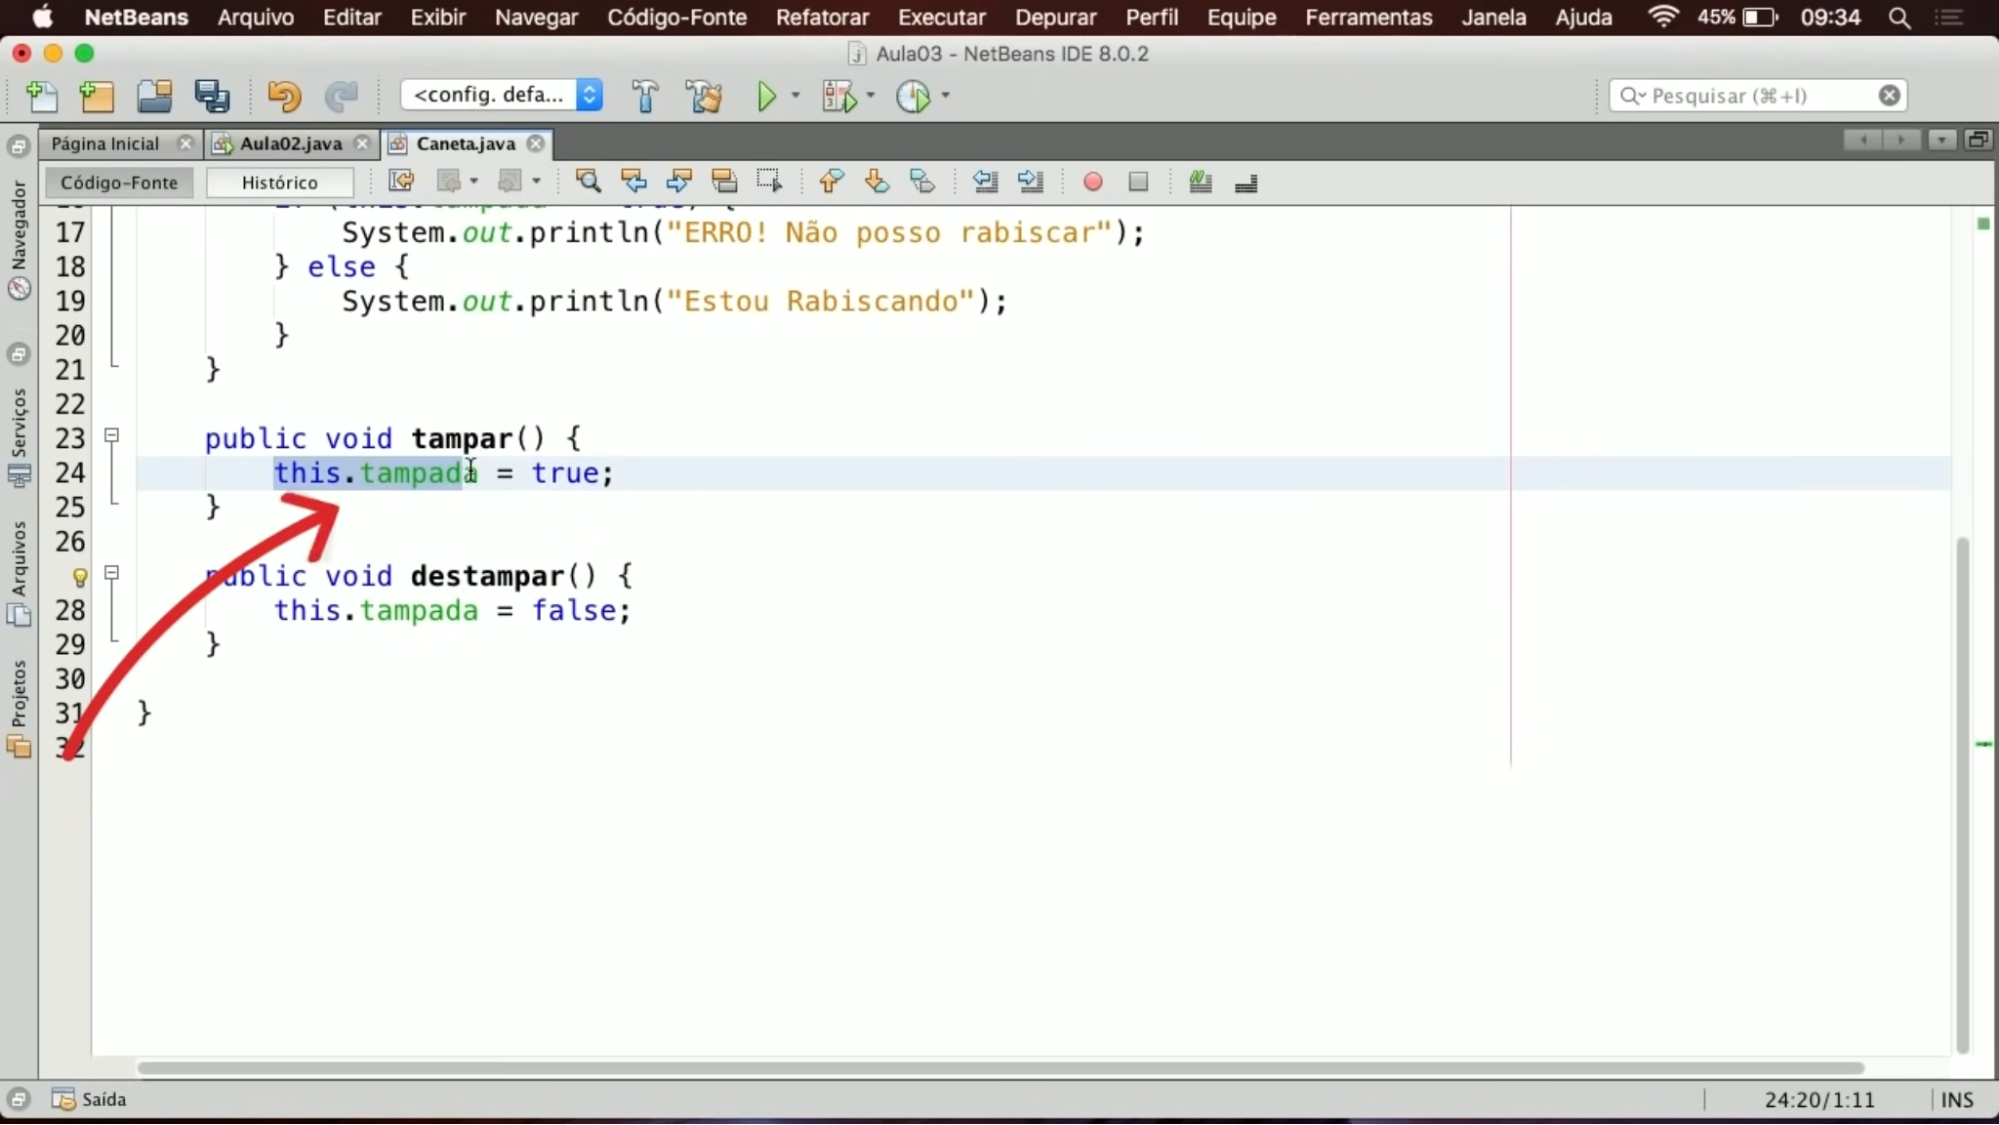 NetBeans Arquivo Editar Exibir Navegar Código-Fonte Refatorar Executar Depurar Perfil Equipe Ferramentas Janela Ajuda 45% 09:34
Aula03 - NetBeans IDE 8.0.2
<config. defa... Pesquisar (⌘+I)
Página Inicial Aula02.java Caneta.java
Código-Fonte Histórico
Navegador
Serviços
Arquivos
Projetos
17 System.out.println("ERRO! Não posso rabiscar");
18 } else {
19 System.out.println("Estou Rabiscando");
20 }
21 }
22
23 public void tampar() {
24 this.tampada = true;
25 }
26
public void destampar() {
28 this.tampada = false;
29 }
30
31 }
32
Saída 24:20/1:11 INS